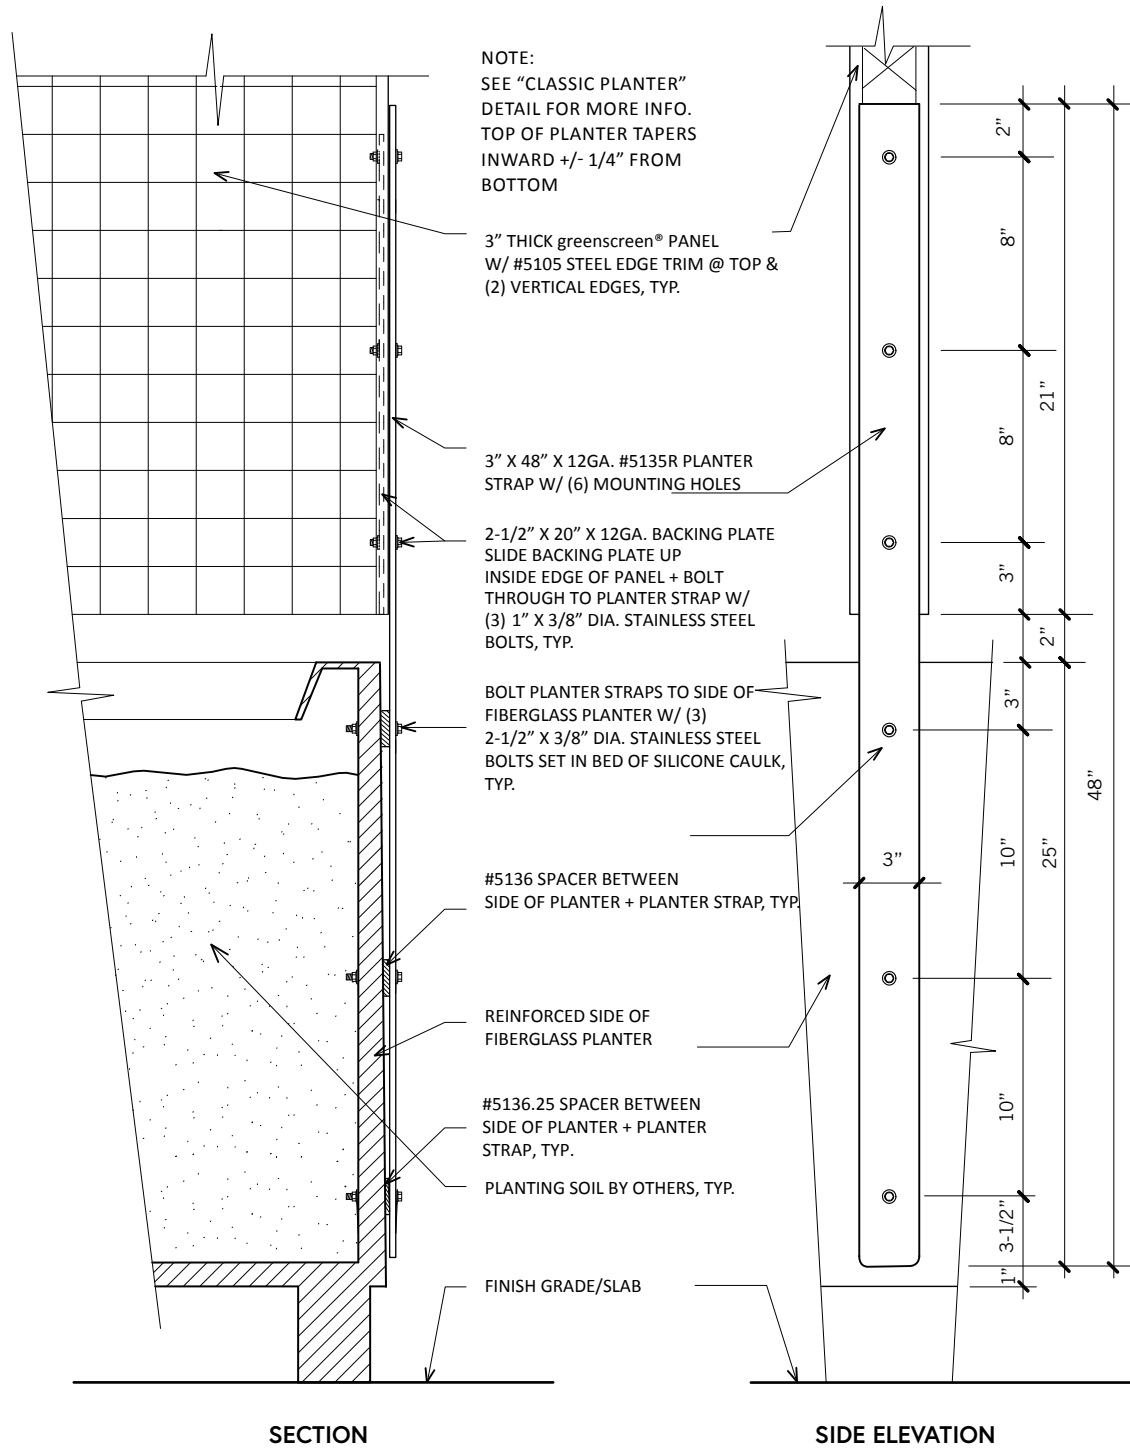 NOTE:
SEE “CLASSIC PLANTER”
DETAIL FOR MORE INFO.
TOP OF PLANTER TAPERS
INWARD +/- 1/4” FROM
BOTTOM
3” THICK greenscreen® PANEL
W/ #5105 STEEL EDGE TRIM @ TOP &
(2) VERTICAL EDGES, TYP.
3” X 48” X 12GA. #5135R PLANTER
STRAP W/ (6) MOUNTING HOLES
2-1/2” X 20” X 12GA. BACKING PLATE
SLIDE BACKING PLATE UP
INSIDE EDGE OF PANEL + BOLT
THROUGH TO PLANTER STRAP W/
(3) 1” X 3/8” DIA. STAINLESS STEEL
BOLTS, TYP.
BOLT PLANTER STRAPS TO SIDE OF
FIBERGLASS PLANTER W/ (3)
2-1/2” X 3/8” DIA. STAINLESS STEEL
BOLTS SET IN BED OF SILICONE CAULK,
TYP.
#5136 SPACER BETWEEN
SIDE OF PLANTER + PLANTER STRAP, TYP.
REINFORCED SIDE OF
FIBERGLASS PLANTER
#5136.25 SPACER BETWEEN
SIDE OF PLANTER + PLANTER
STRAP, TYP.
PLANTING SOIL BY OTHERS, TYP.
FINISH GRADE/SLAB
2”
8”
8”
3”
2”
3”
10”
10”
3-1/2”
1”
21”
25”
48”
3”
SECTION
SIDE ELEVATION